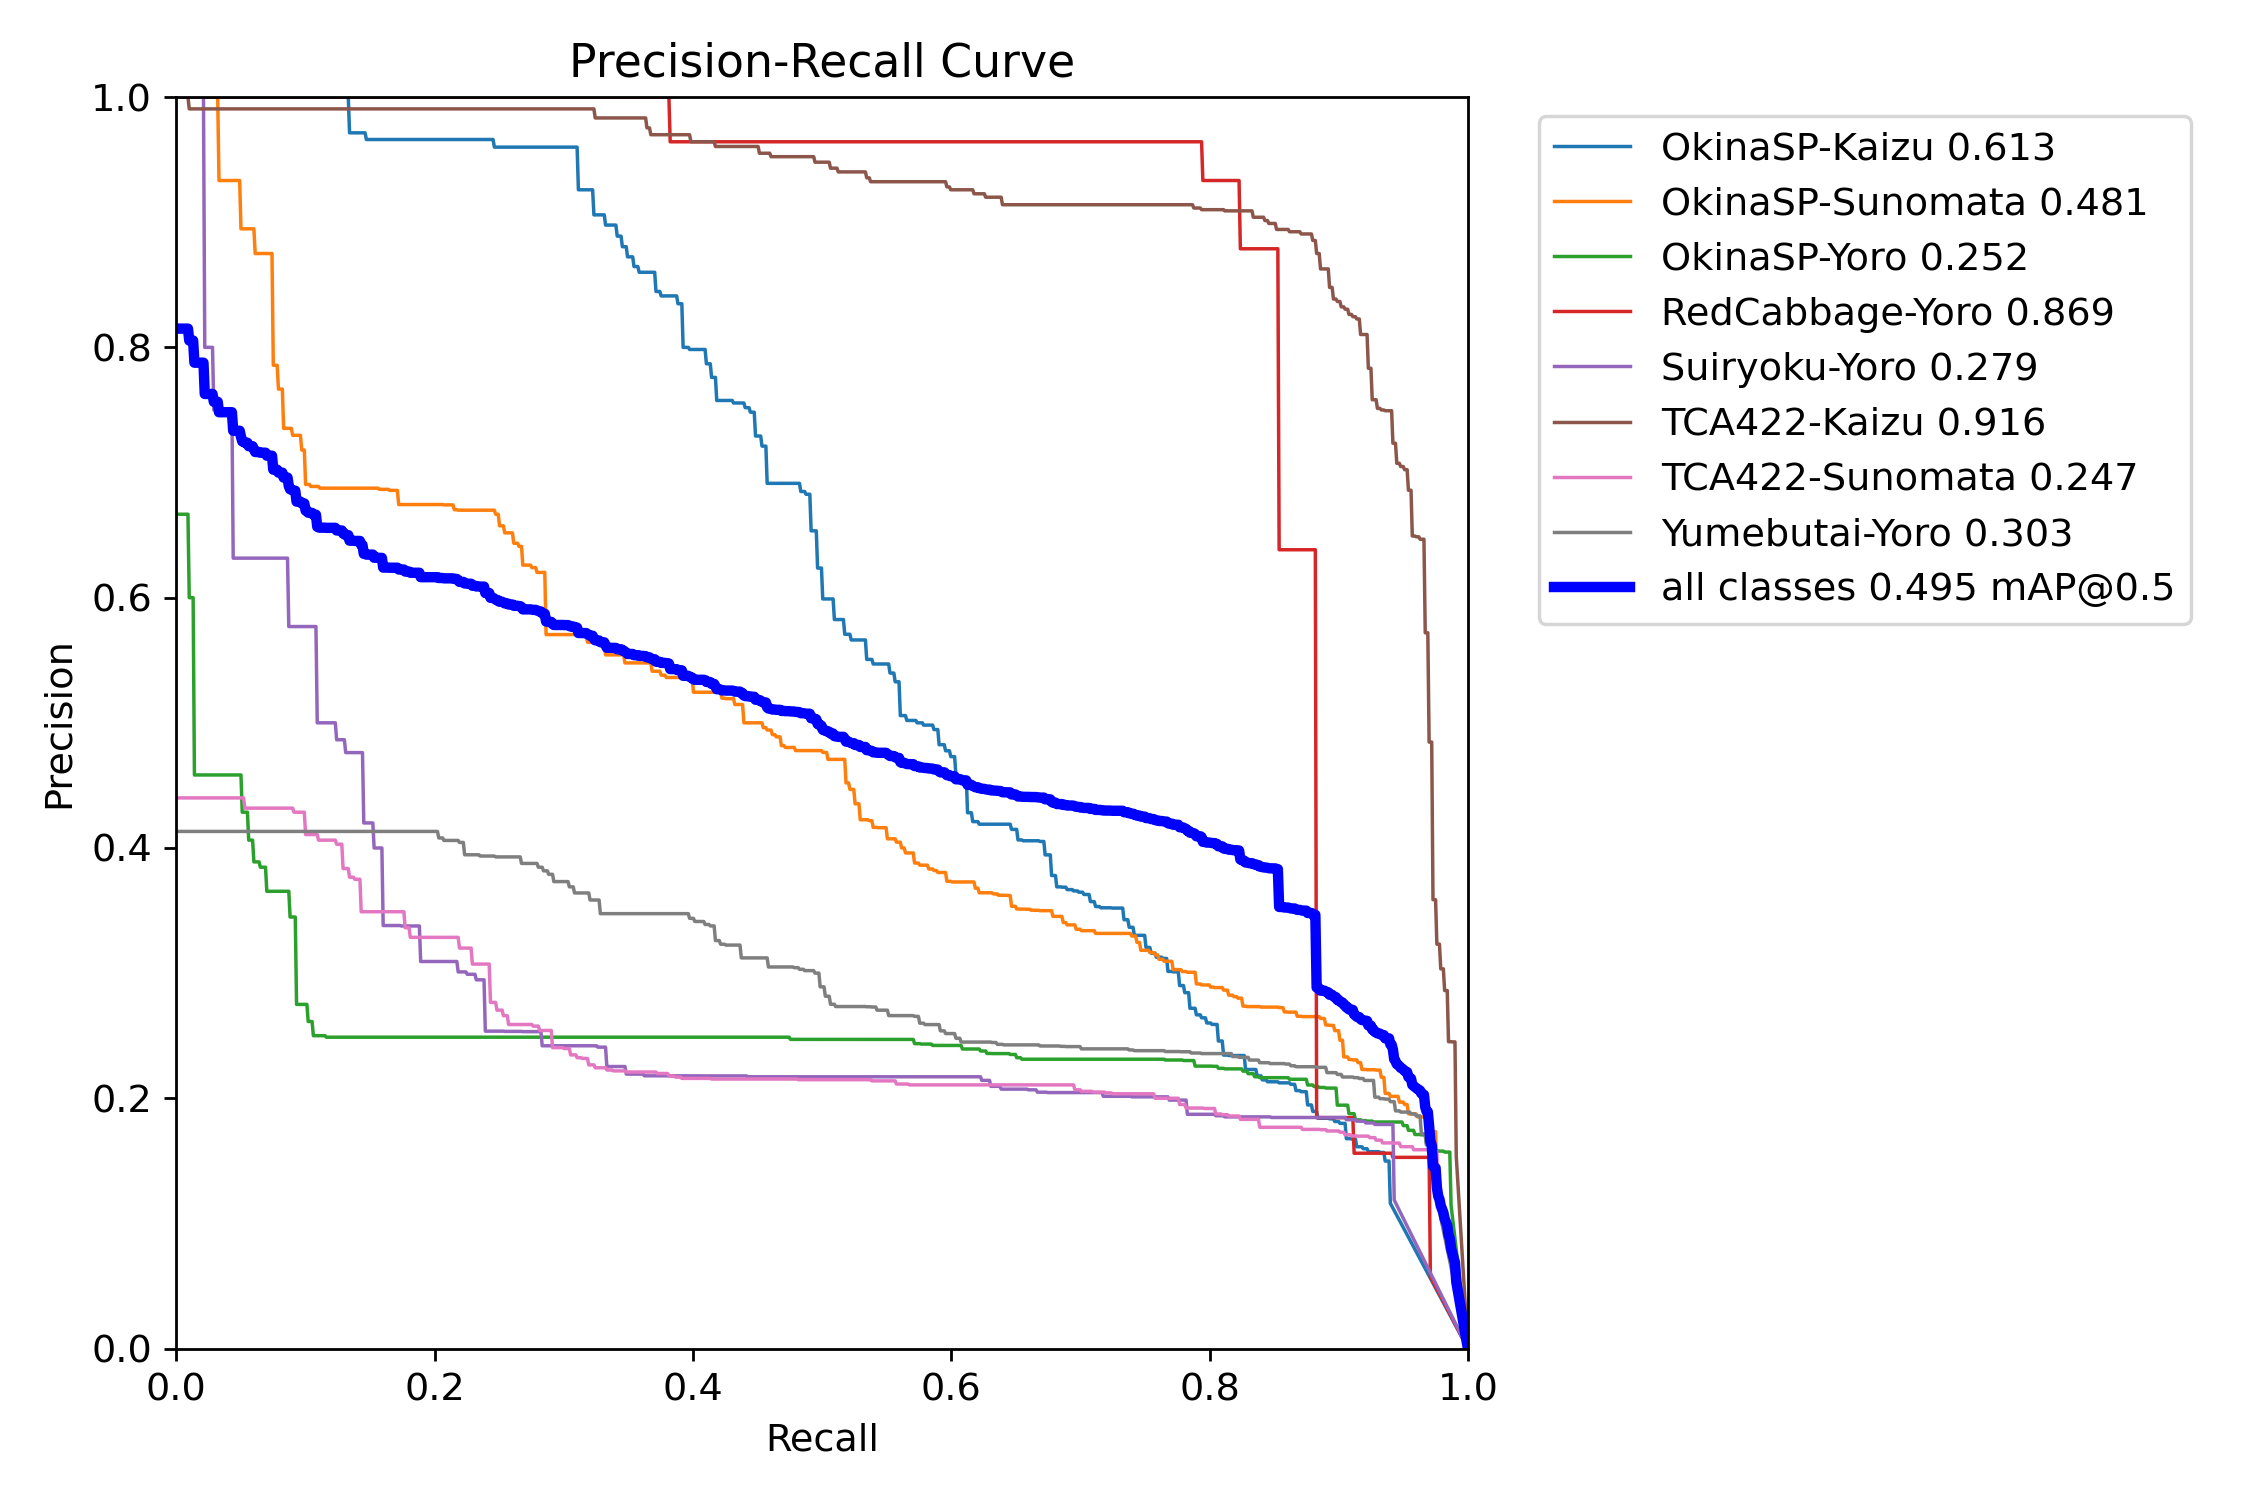 Precision-Recall Curve
1.0
0.8
0.6
0.4
0.2
0.0
Precision
0.0 0.2 0.4 0.6 0.8 1.0
Recall
OkinaSP-Kaizu 0.613
OkinaSP-Sunomata 0.481
OkinaSP-Yoro 0.252
RedCabbage-Yoro 0.869
Suiryoku-Yoro 0.279
TCA422-Kaizu 0.916
TCA422-Sunomata 0.247
Yumebutai-Yoro 0.303
all classes 0.495 mAP@0.5